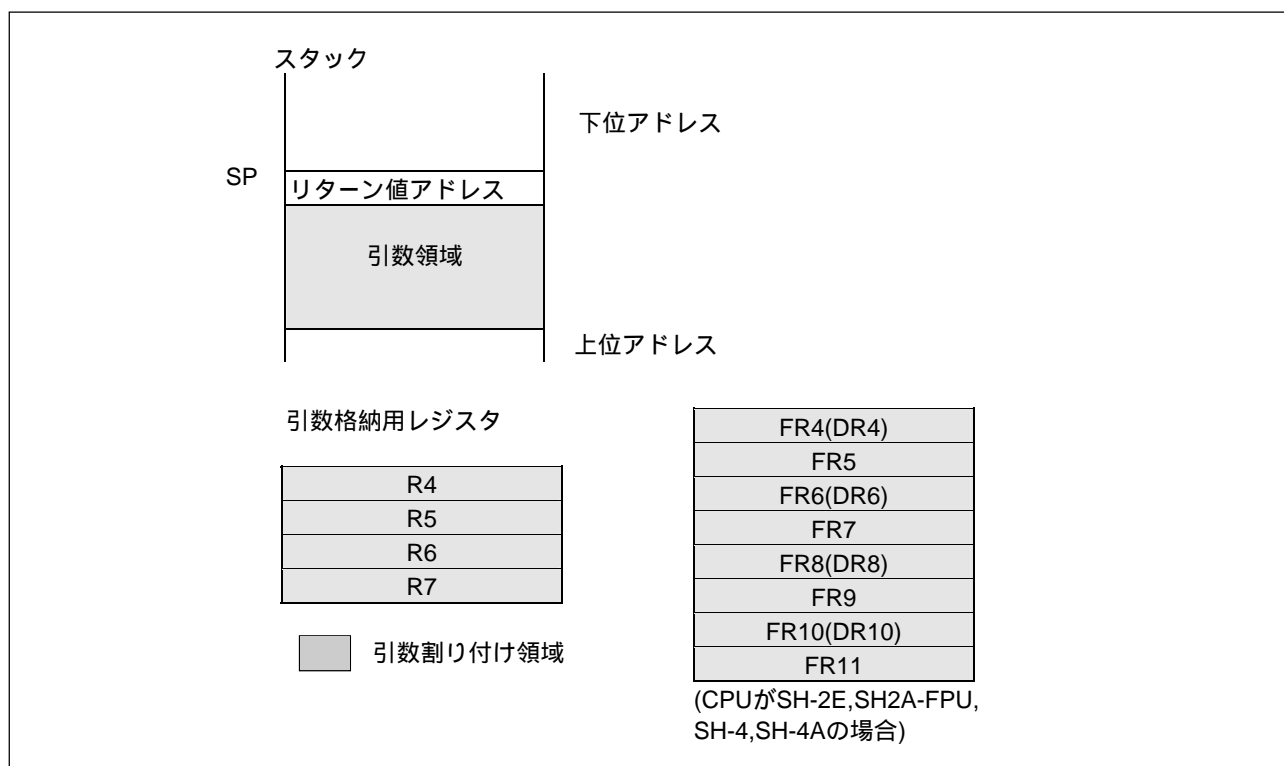 スタック
下位アドレス
SP
リターン値アドレス
引数領域
上位アドレス
引数格納用レジスタ
R4
R5
R6
R7
引数割り付け領域
FR4(DR4)
FR5
FR6(DR6)
FR7
FR8(DR8)
FR9
FR10(DR10)
FR11
(CPUがSH-2E,SH2A-FPU,
SH-4,SH-4Aの場合)